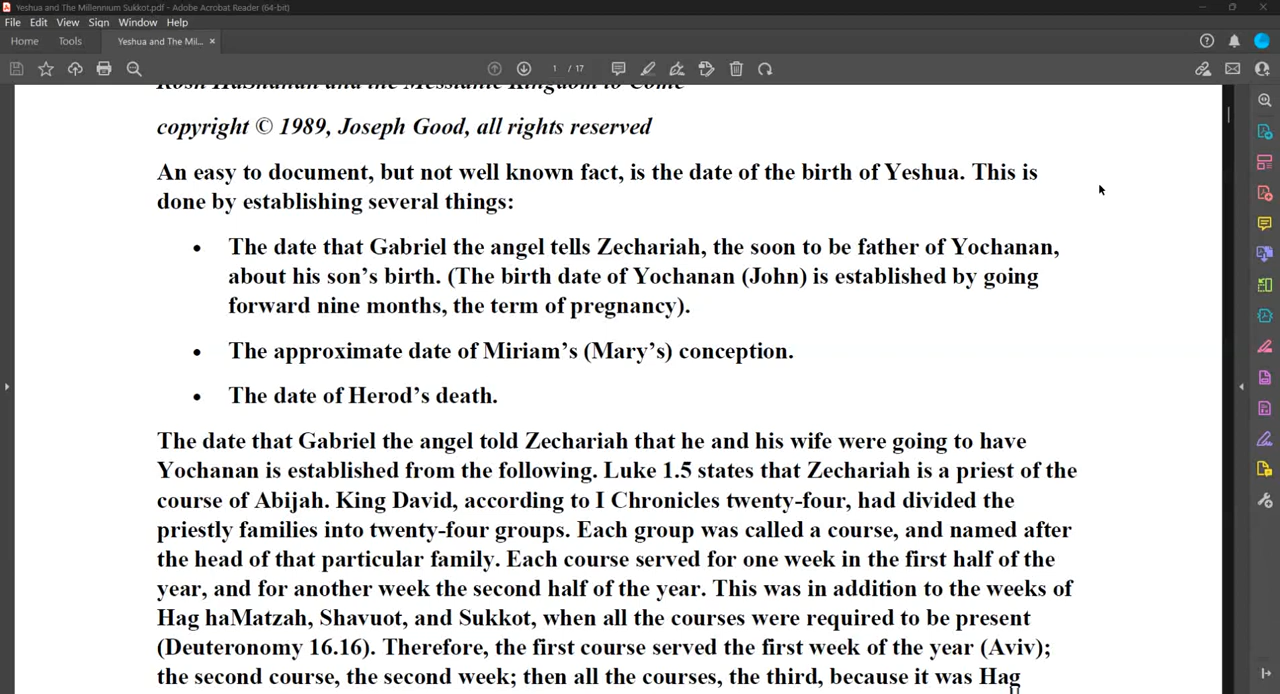 Yeshua and The Millennium Sukkot.pdf - Adobe Acrobat Reader (64-bit)
File Edit View Sign Window Help
Home Tools Yeshua and The Mil... ×
1 / 17
Rosh HaShanah and the Messianic Kingdom to Come
copyright © 1989, Joseph Good, all rights reserved
An easy to document, but not well known fact, is the date of the birth of Yeshua. This is
done by establishing several things:
• The date that Gabriel the angel tells Zechariah, the soon to be father of Yochanan,
about his son’s birth. (The birth date of Yochanan (John) is established by going
forward nine months, the term of pregnancy).
• The approximate date of Miriam’s (Mary’s) conception.
• The date of Herod’s death.
The date that Gabriel the angel told Zechariah that he and his wife were going to have
Yochanan is established from the following. Luke 1.5 states that Zechariah is a priest of the
course of Abijah. King David, according to I Chronicles twenty-four, had divided the
priestly families into twenty-four groups. Each group was called a course, and named after
the head of that particular family. Each course served for one week in the first half of the
year, and for another week the second half of the year. This was in addition to the weeks of
Hag haMatzah, Shavuot, and Sukkot, when all the courses were required to be present
(Deuteronomy 16.16). Therefore, the first course served the first week of the year (Aviv);
the second course, the second week; then all the courses, the third, because it was Hag